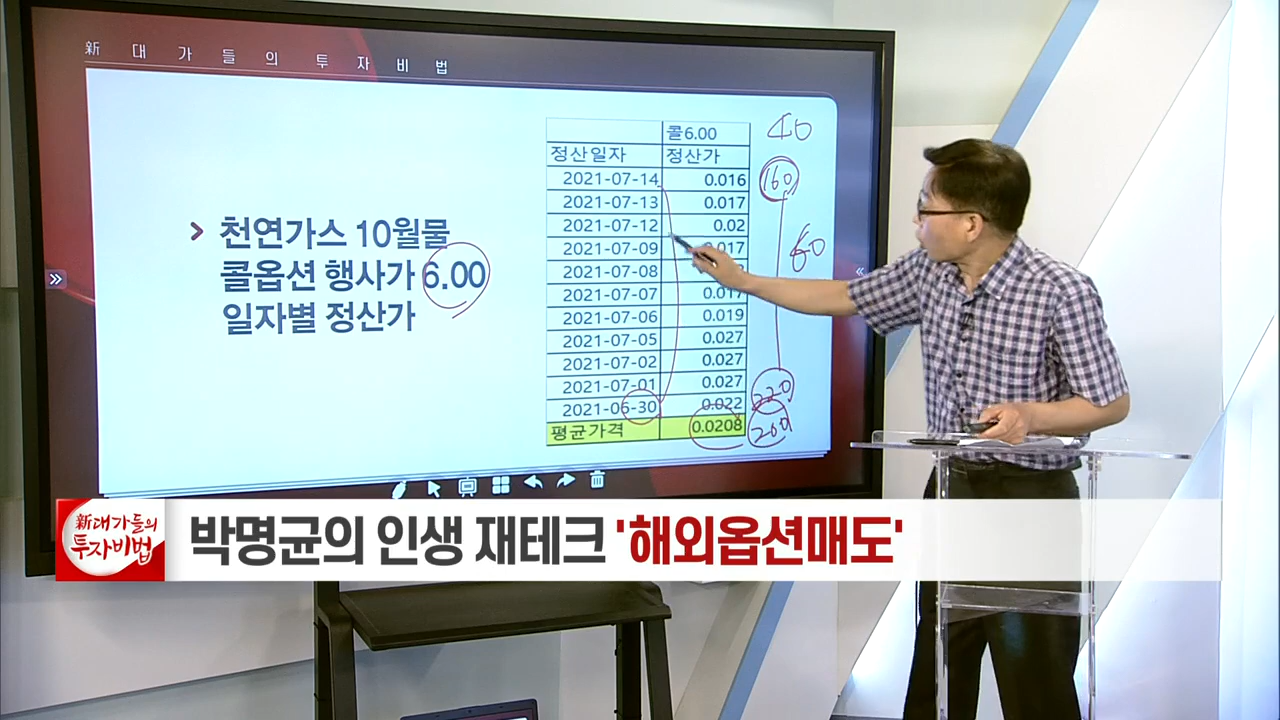 新 대 가 들 의 투 자 비 법
천연가스 10월물
콜옵션 행사가 6.00
일자별 정산가
콜6.00 40
정산일자 정산가
2021-07-14 0.016 160
2021-07-13 0.017
2021-07-12 0.02
2021-07-09 0.017 60
2021-07-08
2021-07-07 0.017
2021-07-06 0.019
2021-07-05 0.027
2021-07-02 0.027
2021-07-01 0.027
2021-06-30 0.022 220
평균가격 0.0208 200
新대가들의
투자비법
박명균의 인생 재테크 '해외옵션매도'